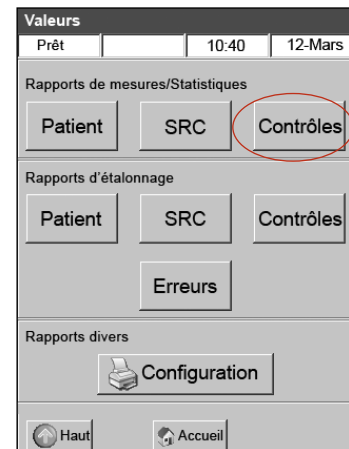 Valeurs
Prêt 10:40 12-Mars
Rapports de mesures/Statistiques
Patient SRC Contrôles
Rapports d'étalonnage
Patient SRC Contrôles
Erreurs
Rapports divers
Configuration
Haut Accueil